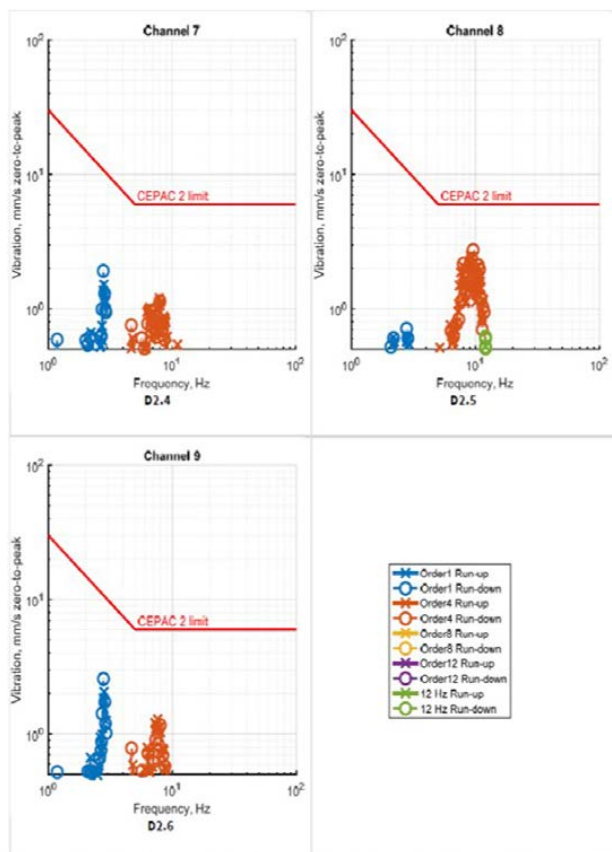 Channel 7
Vibration, mm/s zero-to-peak
10²
10¹
10⁰
CEPAC 2 limit
10⁰
10¹
10²
Frequency, Hz
D2.4
Channel 8
Vibration, mm/s zero-to-peak
10²
10¹
10⁰
CEPAC 2 limit
10⁰
10¹
10²
Frequency, Hz
D2.5
Channel 9
Vibration, mm/s zero-to-peak
10²
10¹
10⁰
CEPAC 2 limit
10⁰
10¹
10²
Frequency, Hz
D2.6
Order1 Run-up
Order1 Run-down
Order4 Run-up
Order4 Run-down
Order8 Run-up
Order8 Run-down
Order12 Run-up
Order12 Run-down
12 Hz Run-up
12 Hz Run-down